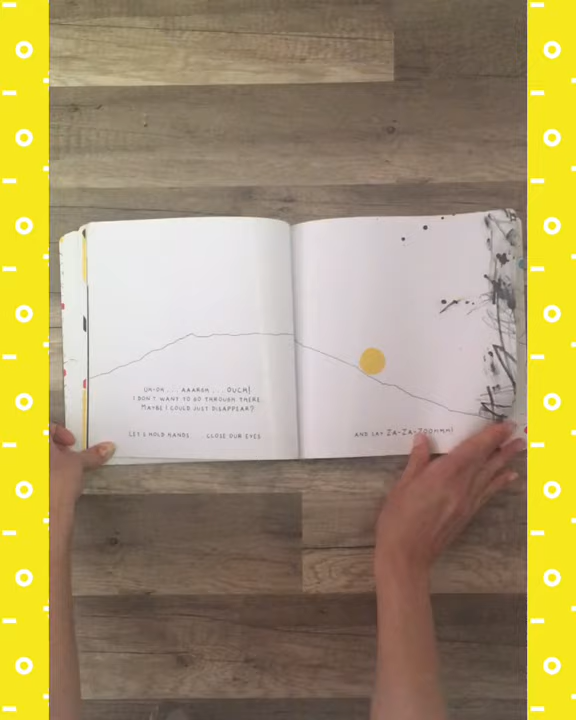 UH-OH ... AAARGH ... OUCH!
I DON'T WANT TO GO THROUGH THERE.
MAYBE I COULD JUST DISAPPEAR?
LET'S HOLD HANDS CLOSE OUR EYES
AND SAY ZA-ZA-ZOOMMM!